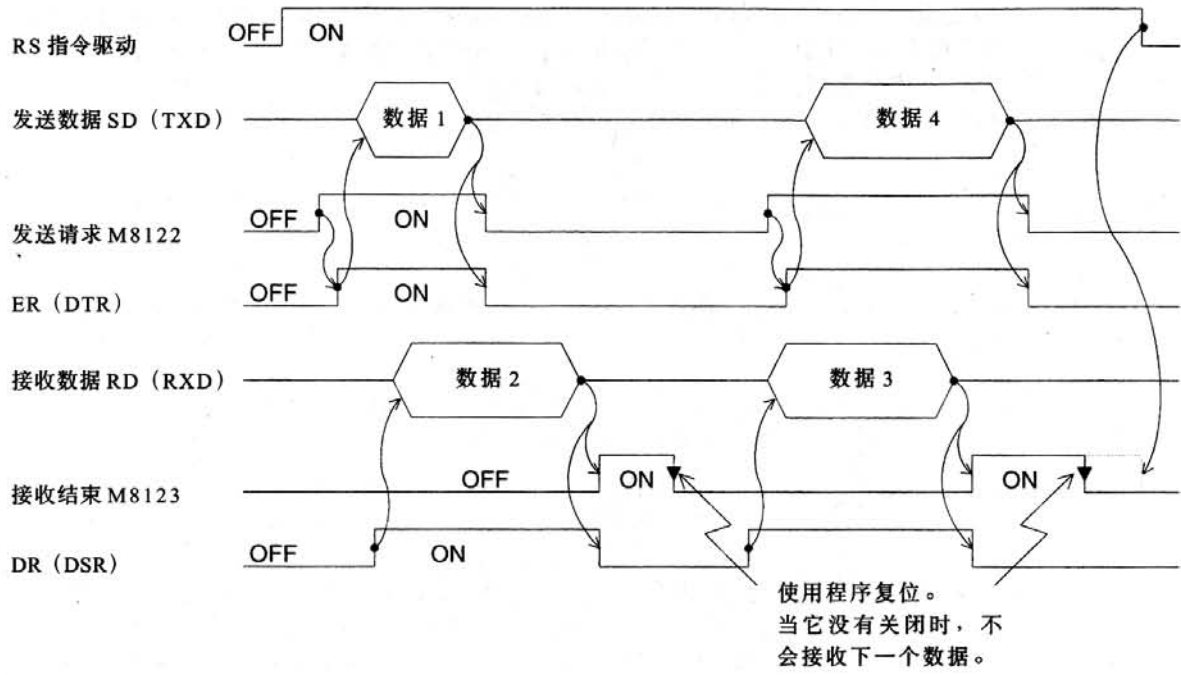 RS 指令驱动 OFF ON
发送数据 SD（TXD） 数据 1 数据 4
发送请求 M8122 OFF ON
ER（DTR） OFF ON
接收数据 RD（RXD） 数据 2 数据 3
接收结束 M8123 OFF ON ON
DR（DSR） OFF ON
使用程序复位。
当它没有关闭时，不
会接收下一个数据。